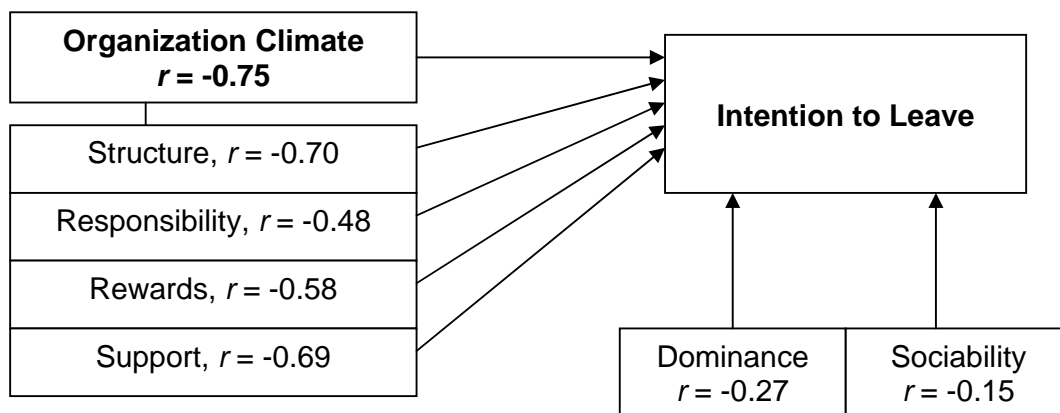 Organization Climate
r = -0.75
Structure, r = -0.70
Responsibility, r = -0.48
Rewards, r = -0.58
Support, r = -0.69
Intention to Leave
Dominance
r = -0.27
Sociability
r = -0.15